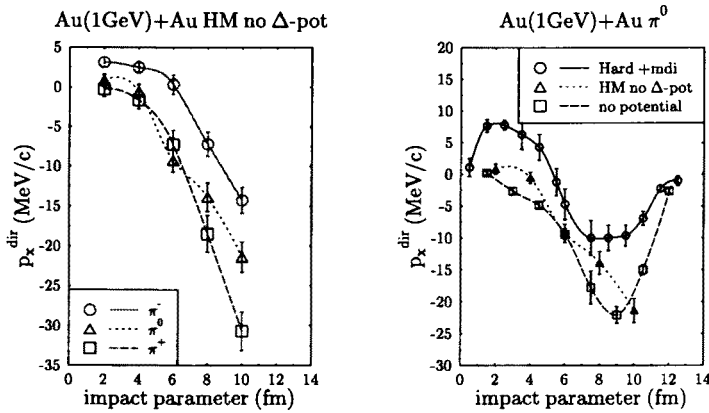 Au(1GeV)+Au HM no Δ-pot
5
0
-5
-10
-15
-20
-25
-30
-35
p_x^dir (MeV/c)
π⁻
π⁰
π⁺
0 2 4 6 8 10 12 14
impact parameter (fm)
Au(1GeV)+Au π⁰
Hard +mdi
HM no Δ-pot
no potential
20
15
10
5
0
-5
-10
-15
-20
-25
-30
p_x^dir (MeV/c)
0 2 4 6 8 10 12 14
impact parameter (fm)